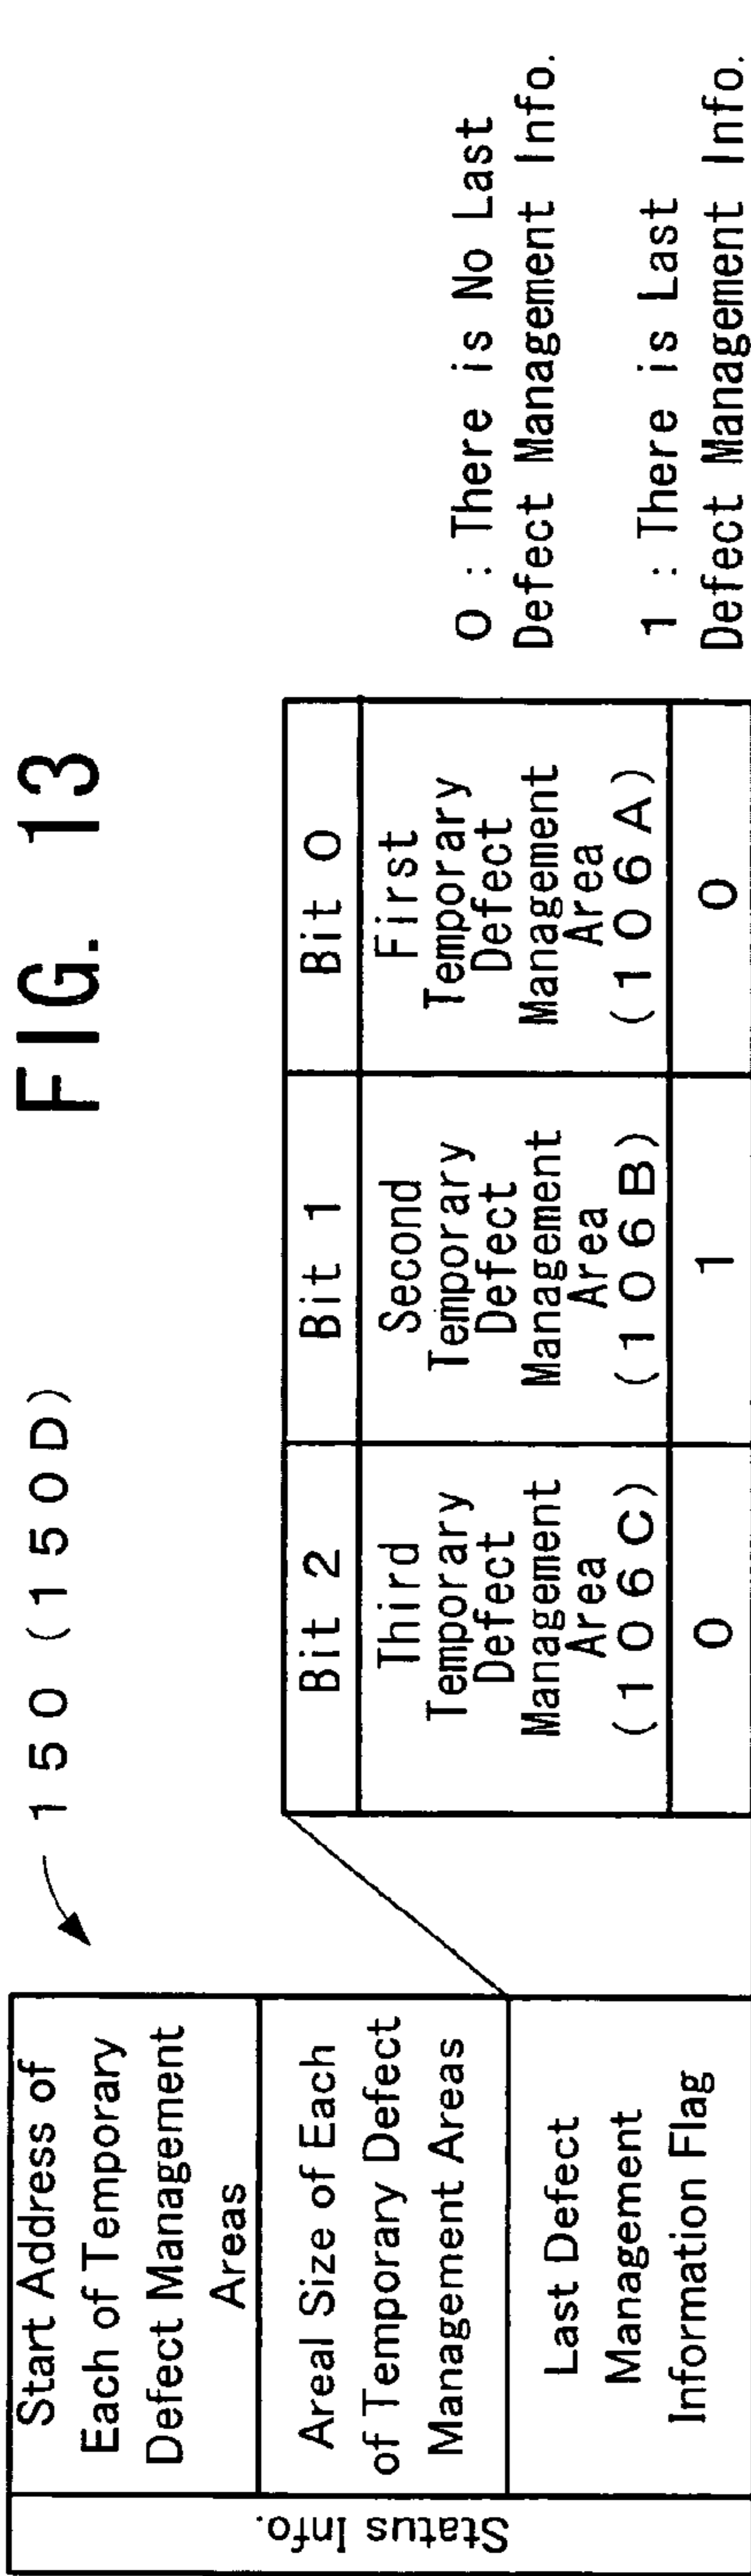 FIG. 13
150 (150D)
Status Info.
Start Address of
Each of Temporary
Defect Management
Areas
Areal Size of Each
of Temporary Defect
Management Areas
Last Defect
Management
Information Flag
Bit 2
Bit 1
Bit 0
Third
Temporary
Defect
Management
Area
(106C)
Second
Temporary
Defect
Management
Area
(106B)
First
Temporary
Defect
Management
Area
(106A)
0
1
0
0 : There is No Last
Defect Management Info.
1 : There is Last
Defect Management Info.